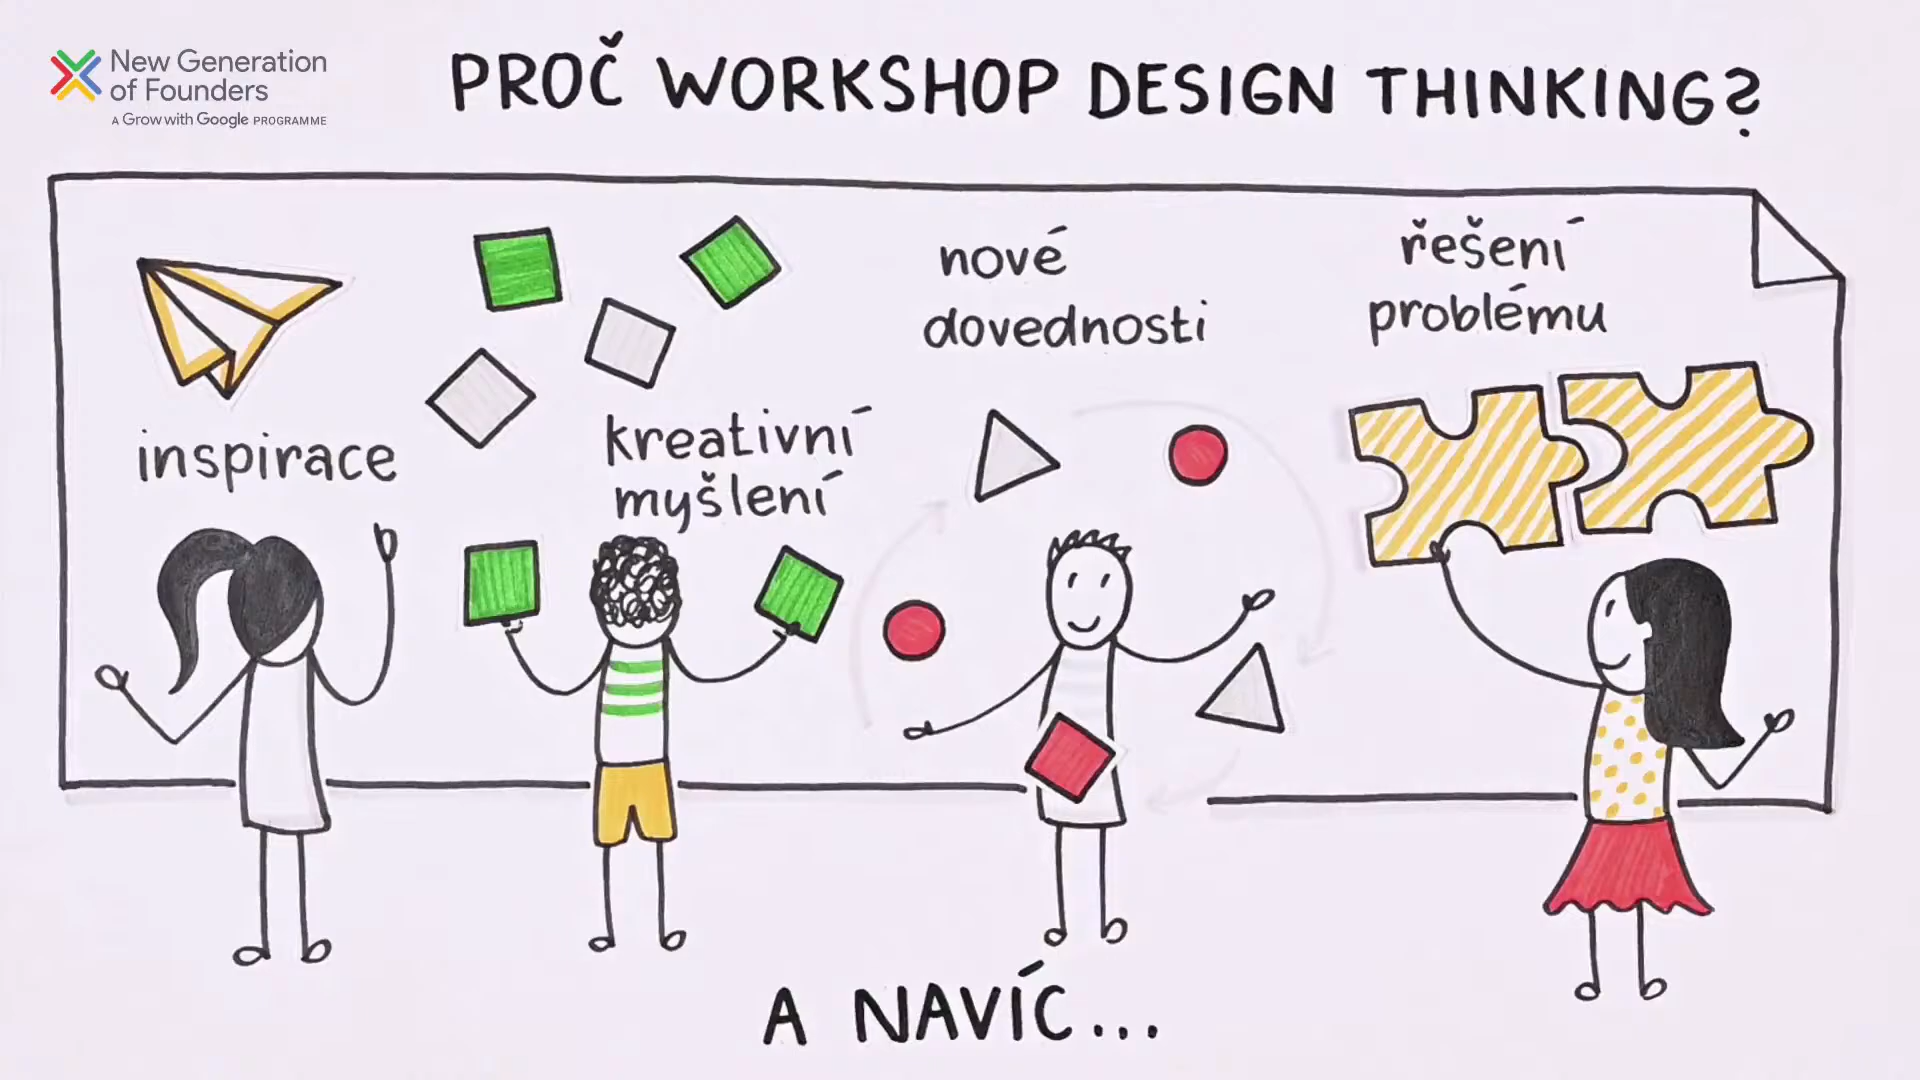 New Generation
of Founders
A Grow with Google PROGRAMME
PROČ WORKSHOP DESIGN THINKING?
inspirace
kreativní
myšlení
nové
dovednosti
řešení
problému
A NAVÍC...